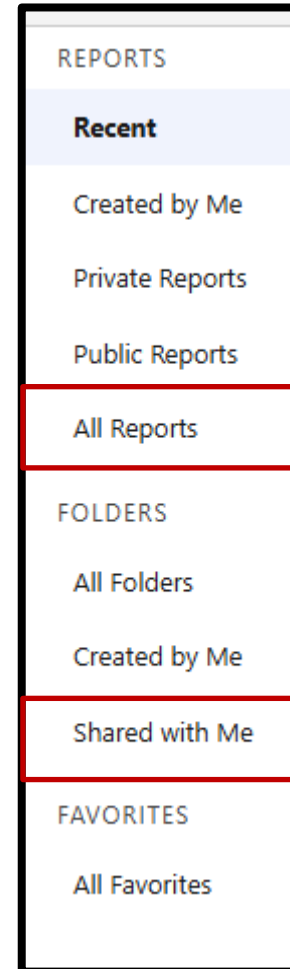 REPORTS
Recent
Created by Me
Private Reports
Public Reports
All Reports
FOLDERS
All Folders
Created by Me
Shared with Me
FAVORITES
All Favorites